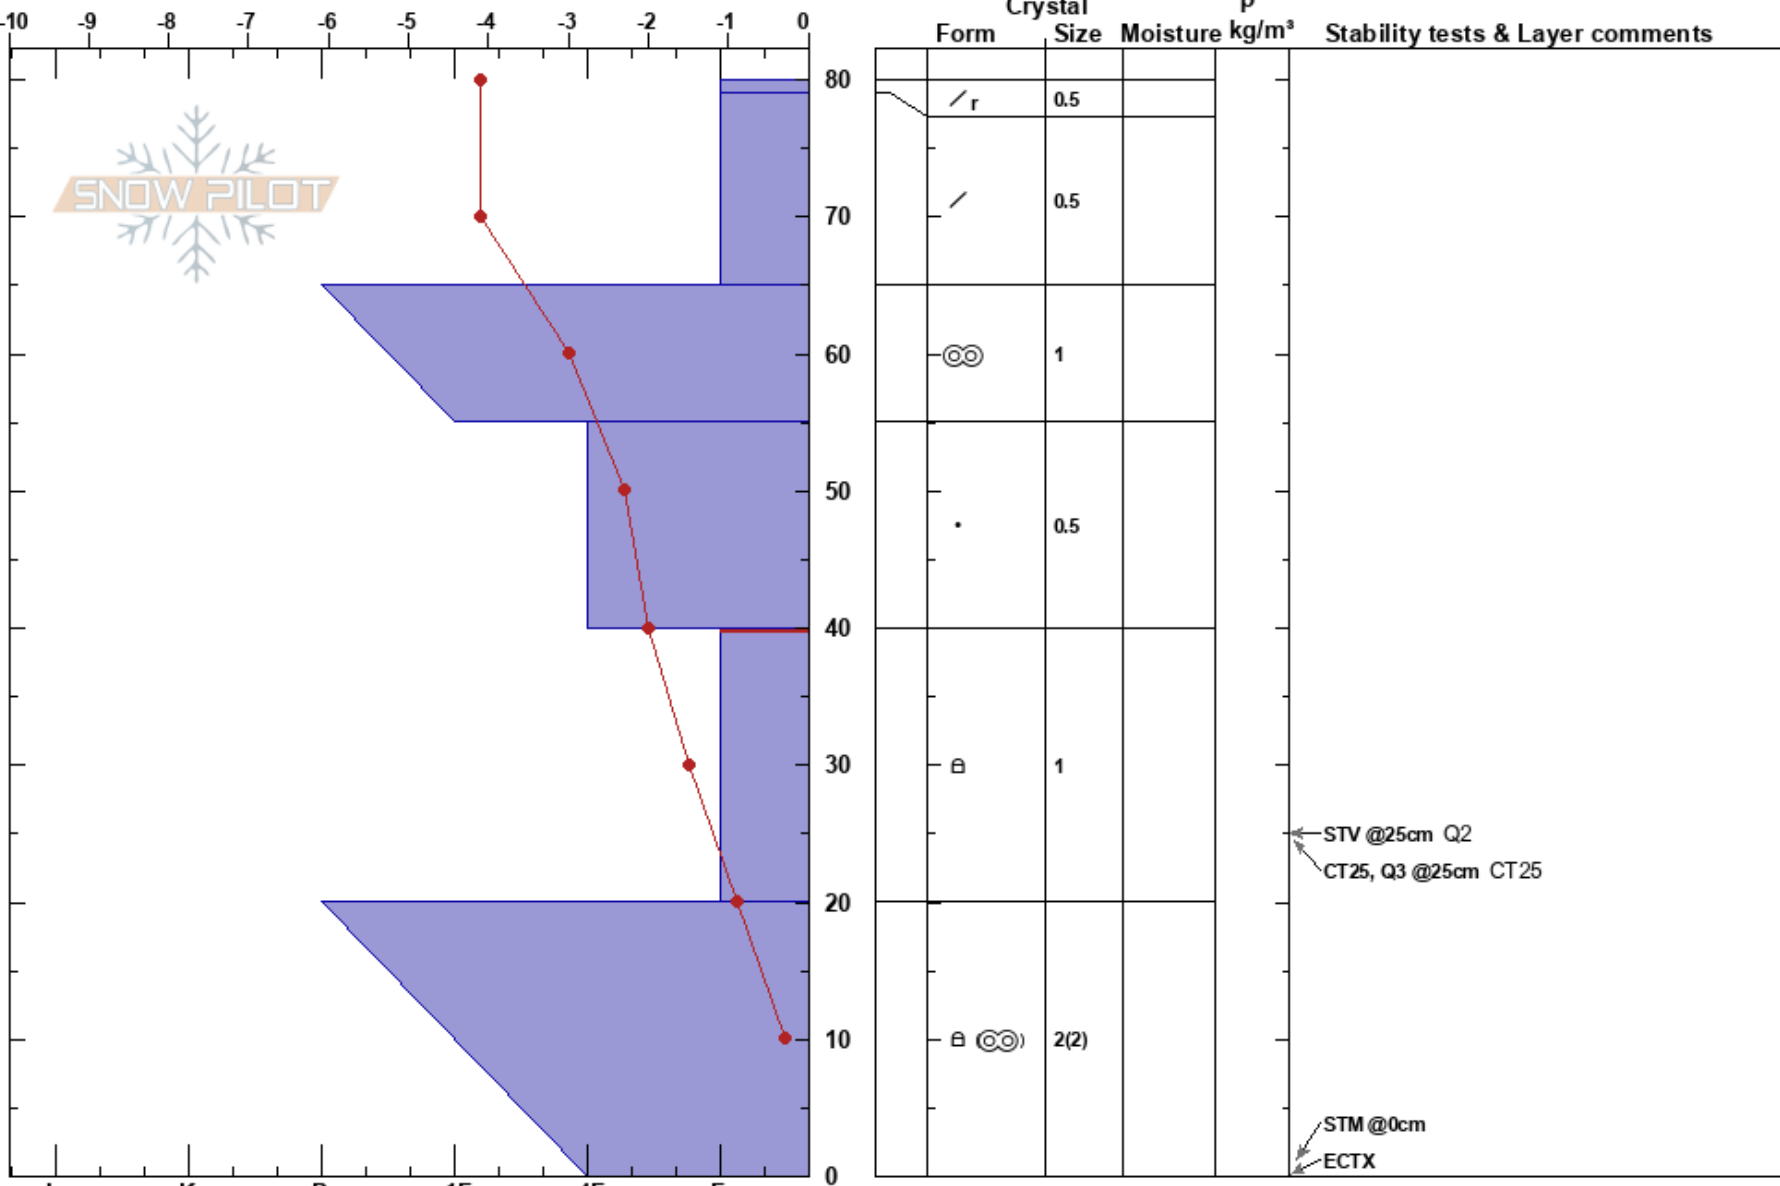 -10 -9 -8 -7 -6 -5 -4 -3 -2 -1 0
Crystal
Form Size Moisture kg/m³ Stability tests & Layer comments
80
r 0.5
SNOW PILOT
70
0.5
60
1
50
0.5
40
30
1
STV @25cm Q2
CT25, Q3 @25cm CT25
20
10
2(2)
STM @0cm
ECTX
0